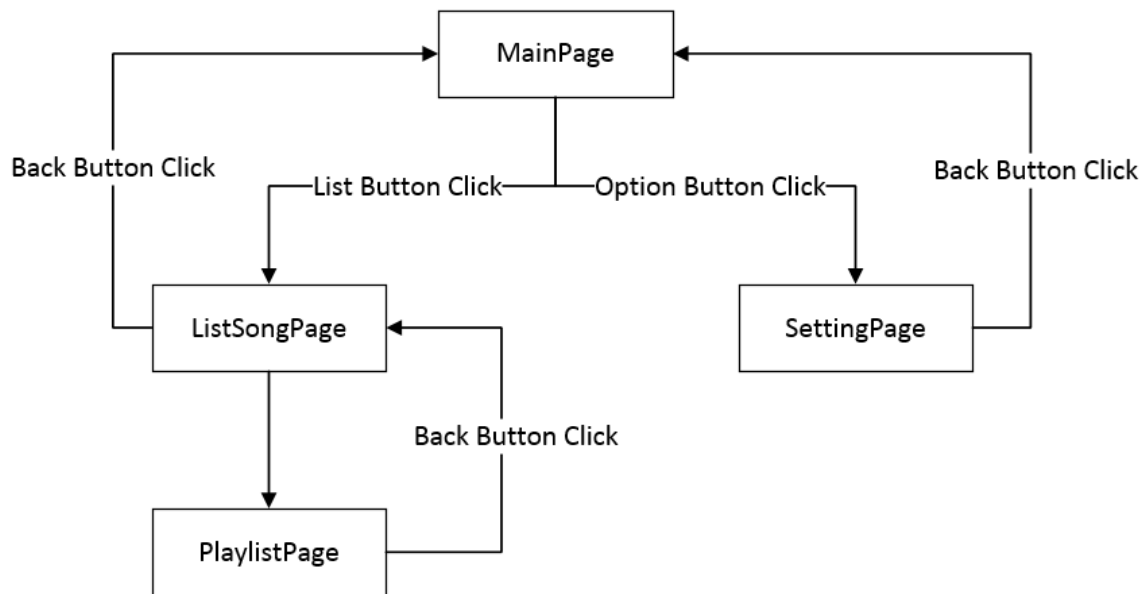 MainPage
Back Button Click
List Button Click
Option Button Click
Back Button Click
ListSongPage
SettingPage
Back Button Click
PlaylistPage